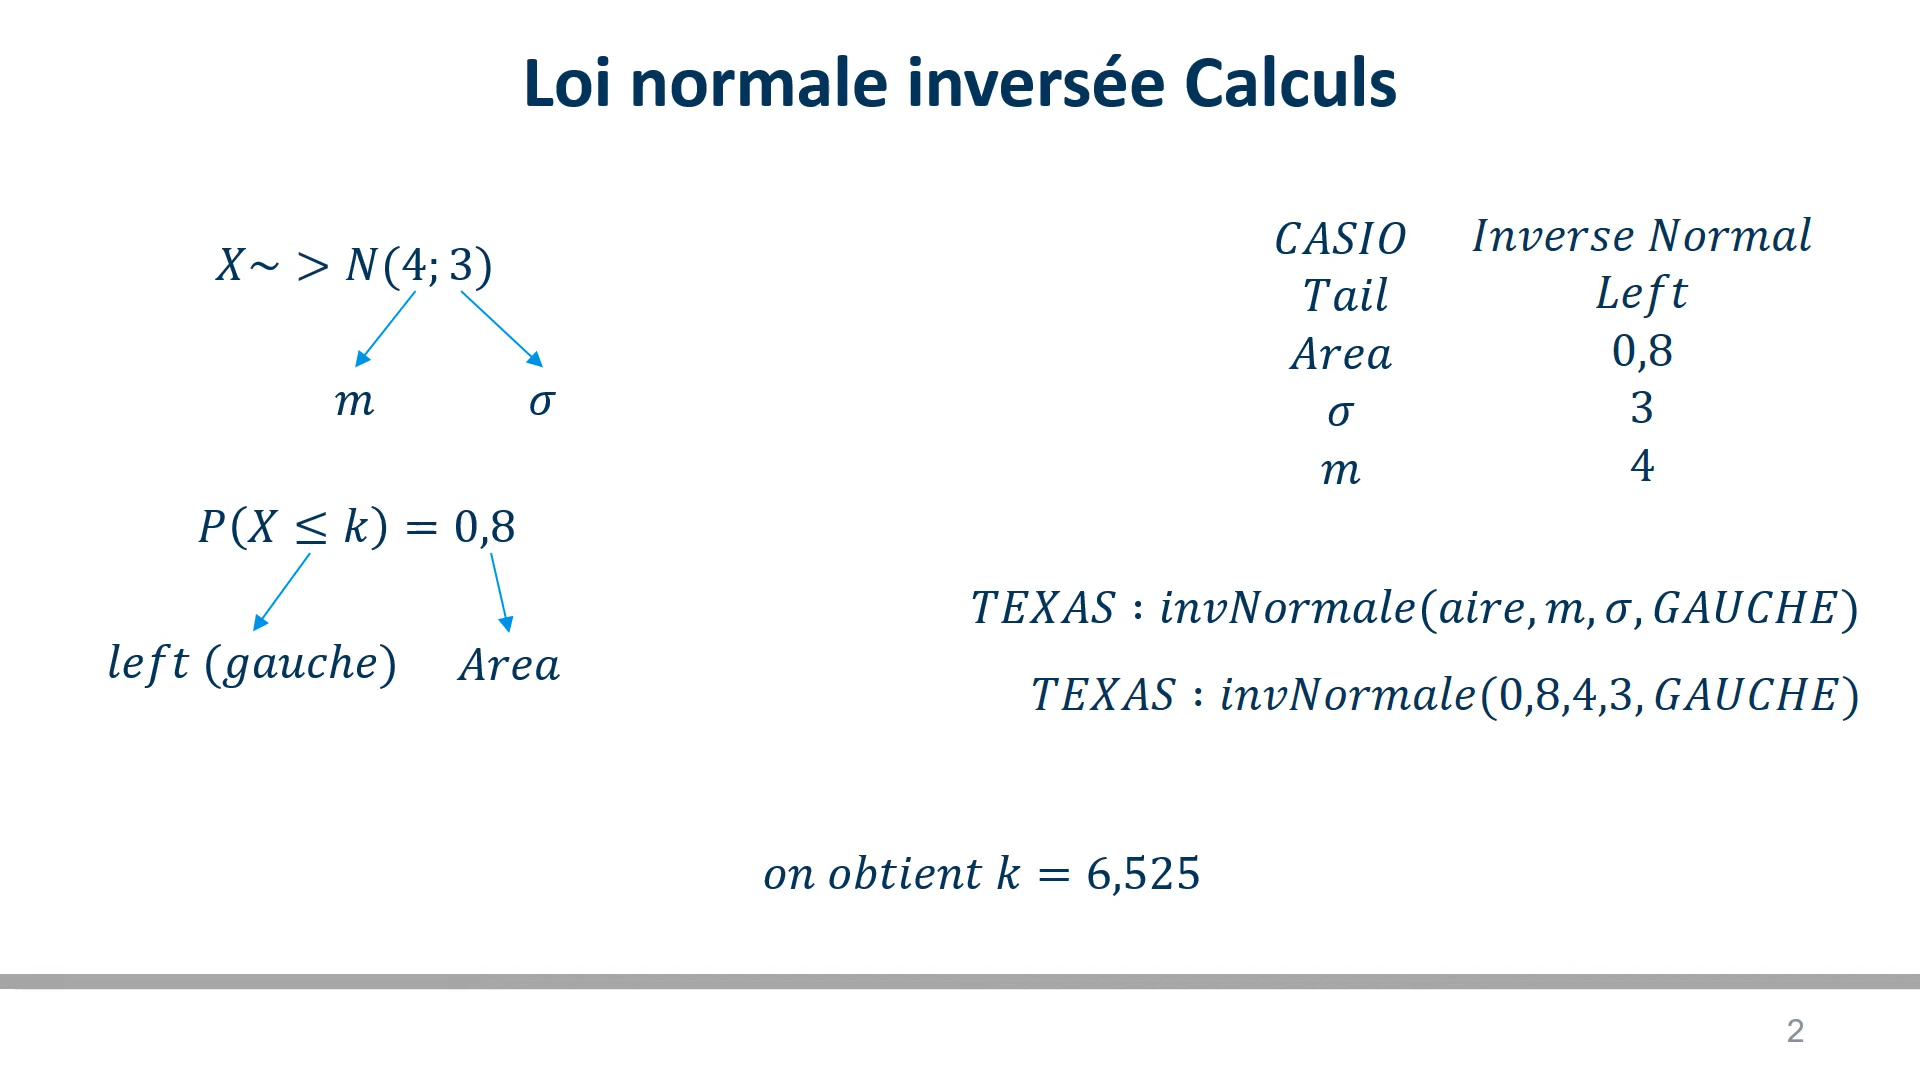 Loi normale inversée Calculs
X~ > N(4; 3)
m σ
P(X ≤ k) = 0,8
left (gauche) Area
CASIO Inverse Normal
Tail Left
Area 0,8
σ 3
m 4
TEXAS : invNormale(aire, m, σ, GAUCHE)
TEXAS : invNormale(0,8,4,3, GAUCHE)
on obtient k = 6,525
2